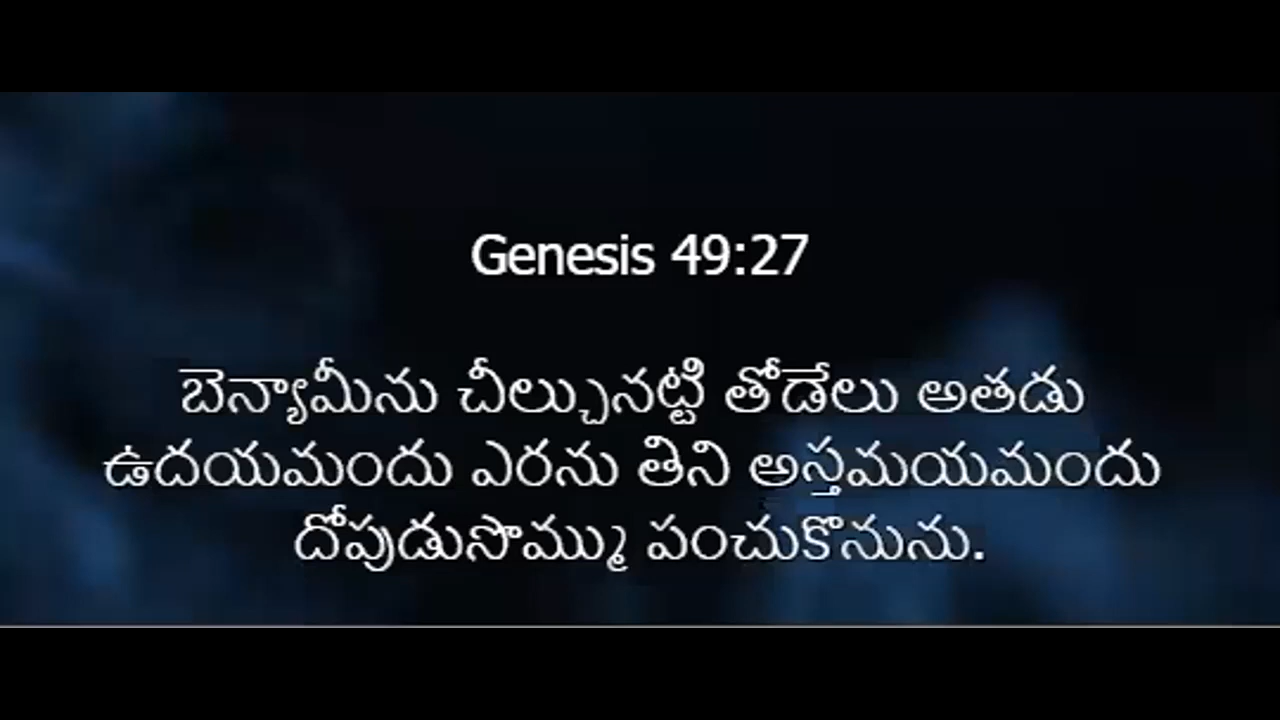 Genesis 49:27
బెన్యామీను చీల్చునట్టి తోడేలు అతడు
ఉదయమందు ఎరను తిని అస్తమయమందు
దోపుడుసొమ్ము పంచుకొనును.